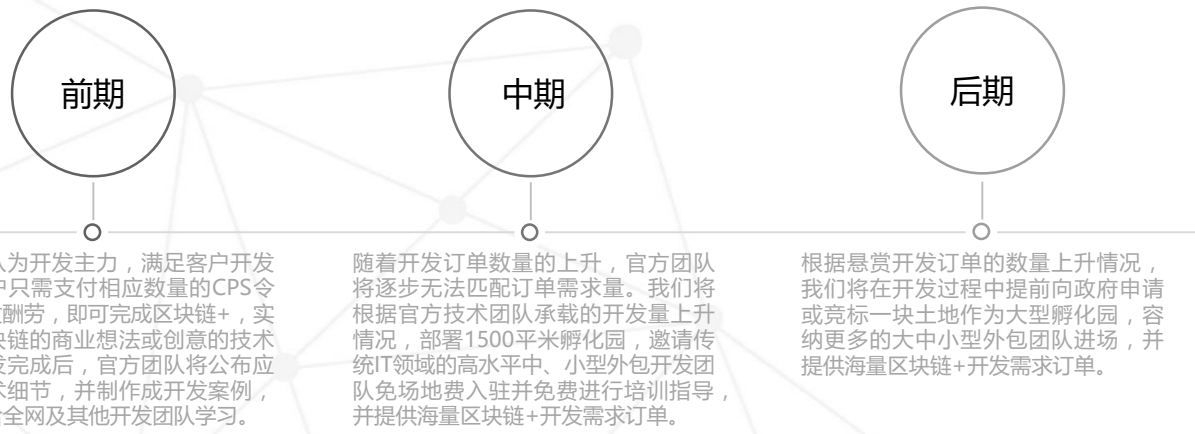 前期
中期
后期
为开发主力，满足客户开发
只需支付相应数量的CPS令
酬劳，即可完成区块链+，实
块链的商业想法或创意的技术
发完成后，官方团队将公布应
术细节，并制作成开发案例，
全网及其他开发团队学习。
随着开发订单数量的上升，官方团队
将逐步无法匹配订单需求量。我们将
根据官方技术团队承载的开发量上升
情况，部署1500平米孵化园，邀请传
统IT领域的高水平中、小型外包开发团
队免场地费入驻并免费进行培训指导，
并提供海量区块链+开发需求订单。
根据悬赏开发订单的数量上升情况，
我们将在开发过程中提前向政府申请
或竞标一块土地作为大型孵化园，容
纳更多的大中小型外包团队进场，并
提供海量区块链+开发需求订单。